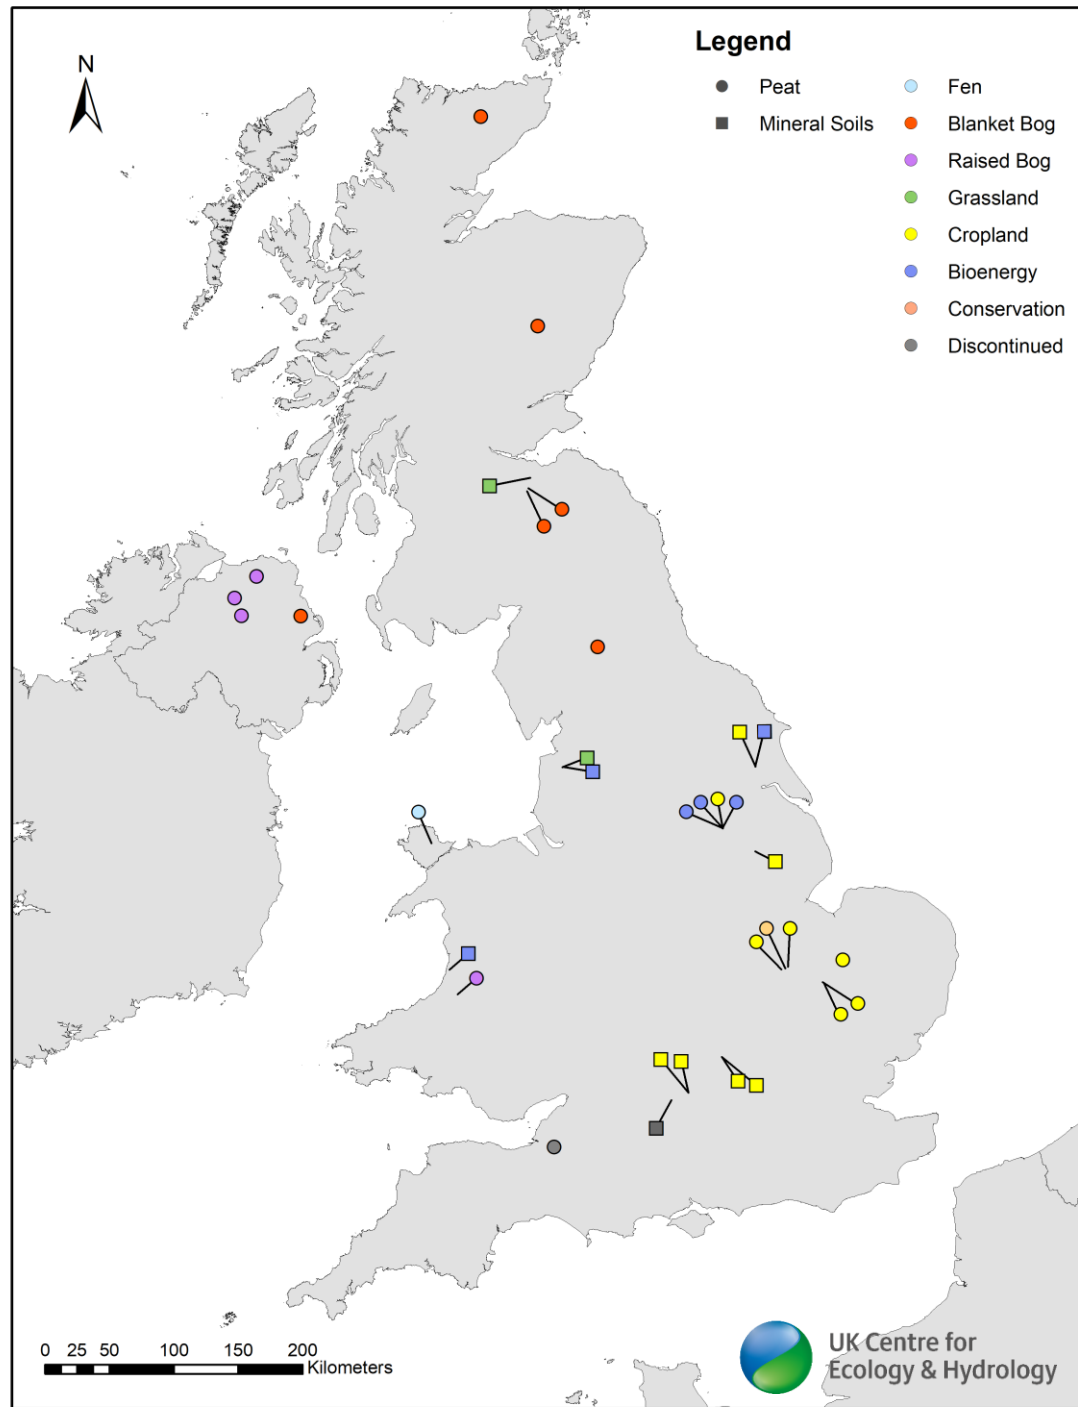 N
Legend
Peat
Mineral Soils
Fen
Blanket Bog
Raised Bog
Grassland
Cropland
Bioenergy
Conservation
Discontinued
0 25 50 100 150 200
Kilometers
UK Centre for
Ecology & Hydrology